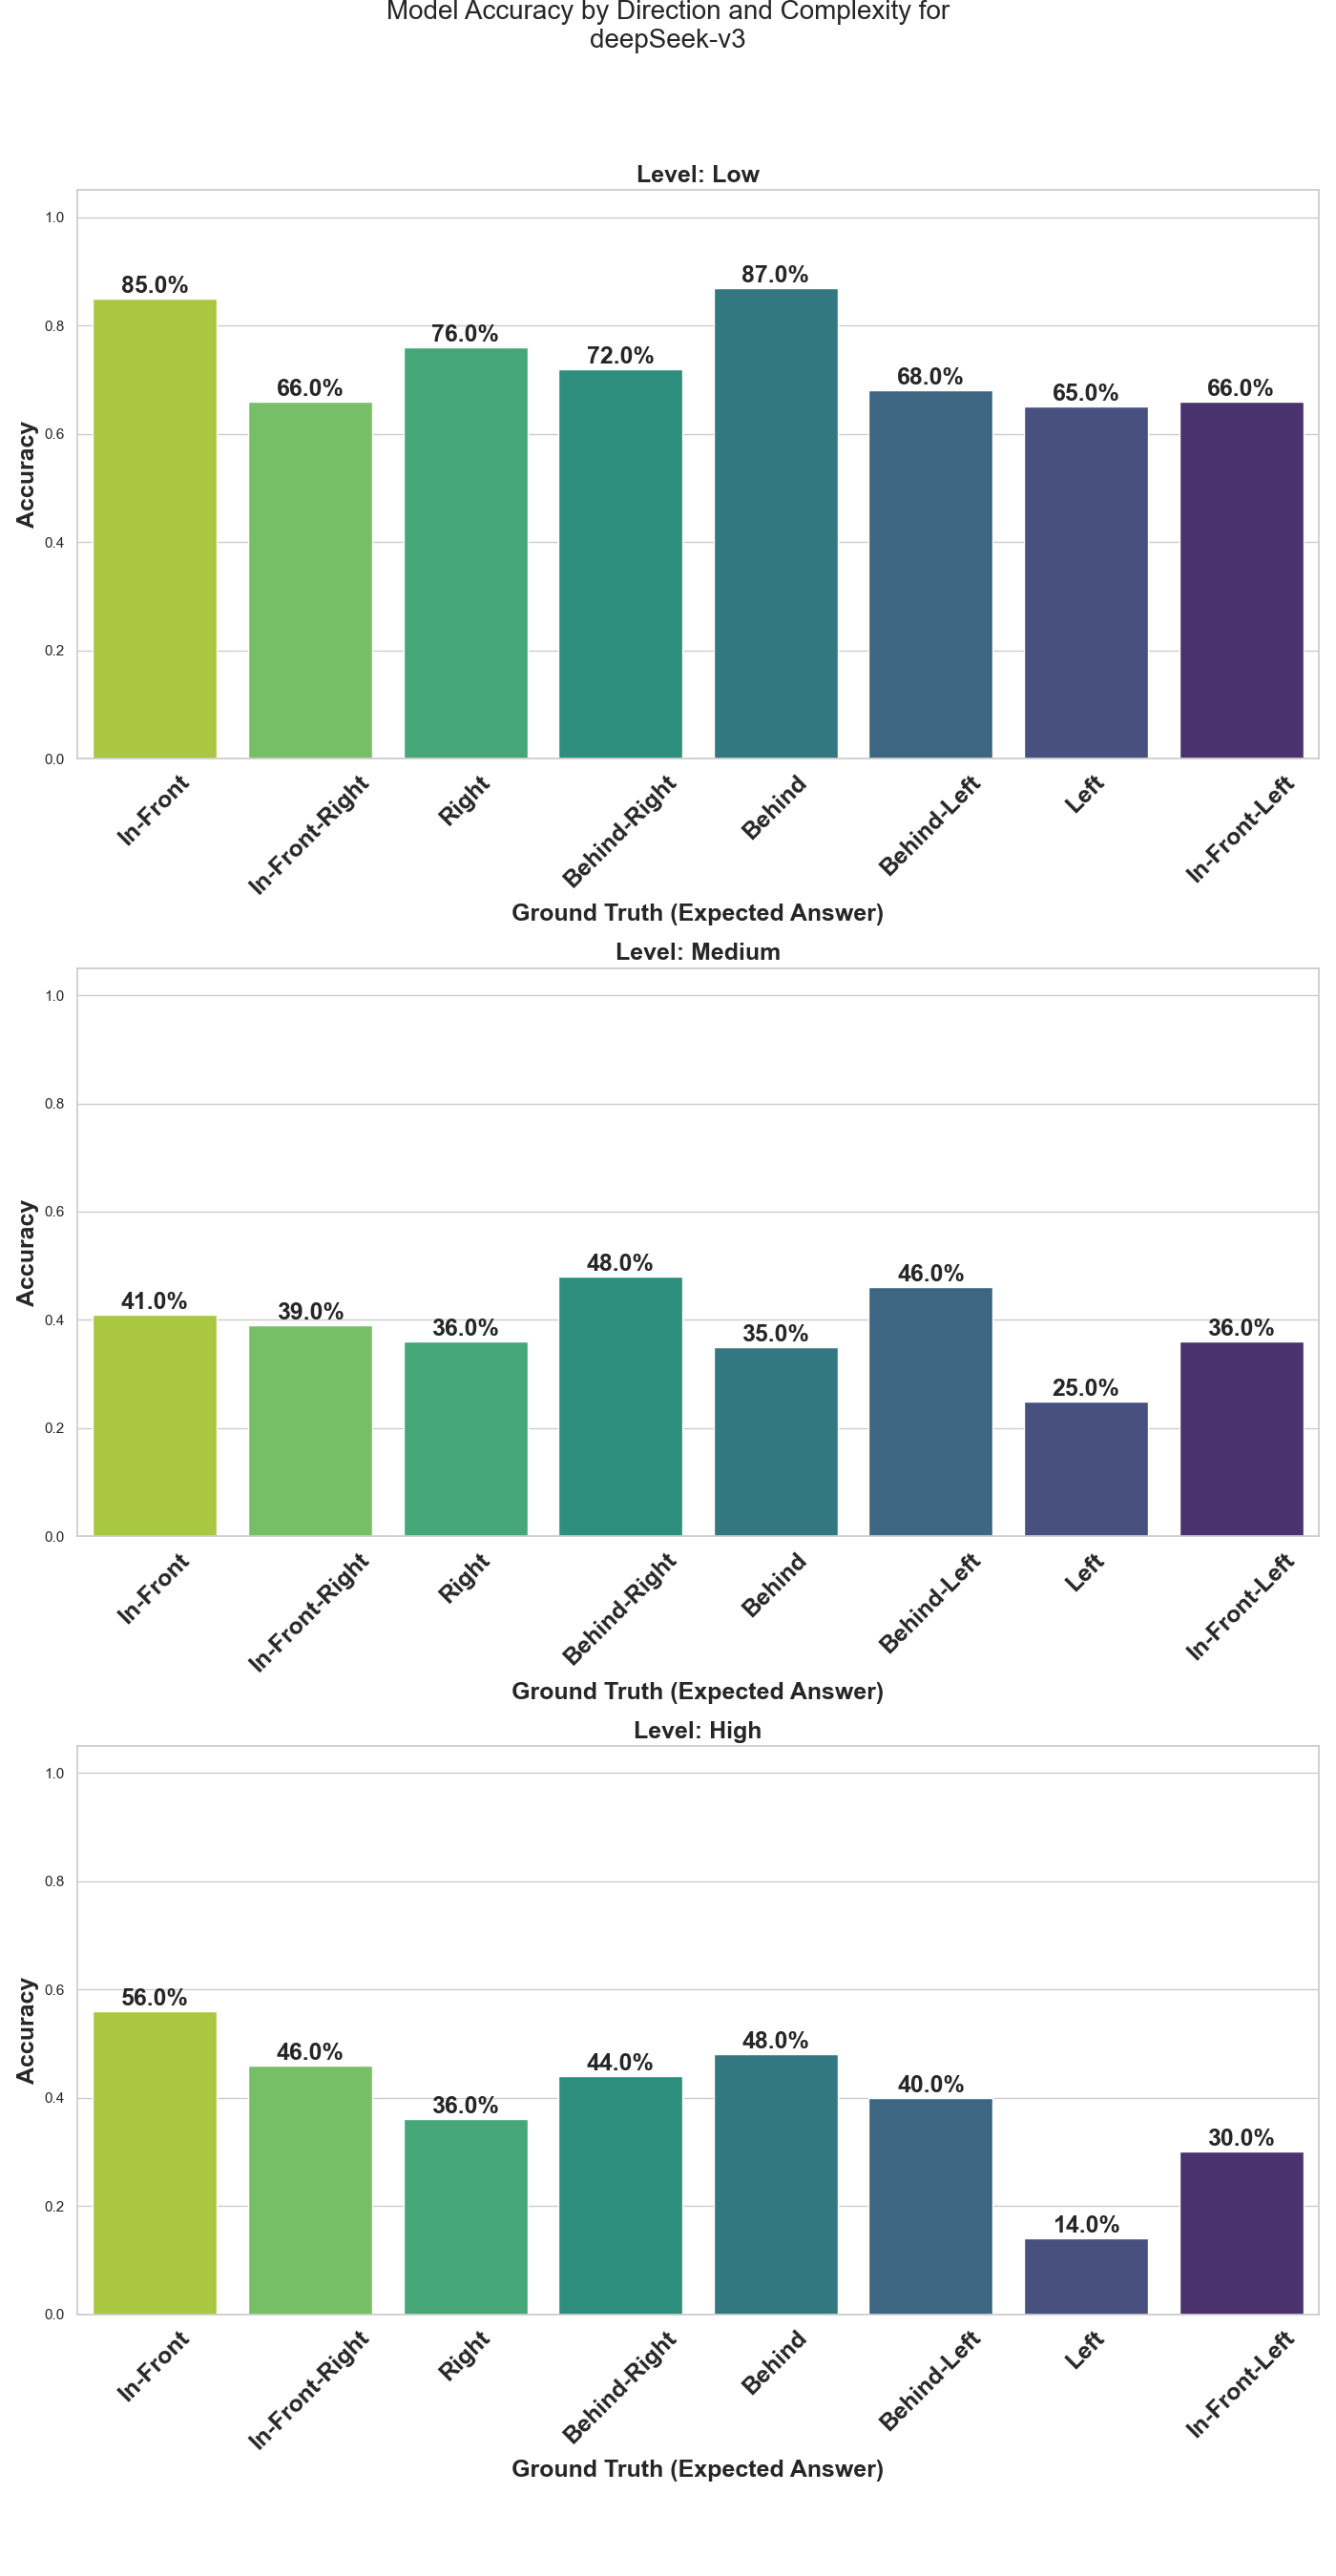 Model Accuracy by Direction and Complexity for
deepSeek-v3
Level: Low
Accuracy
1.0
0.8
0.6
0.4
0.2
0.0
85.0%
66.0%
76.0%
72.0%
87.0%
68.0%
65.0%
66.0%
In-Front
In-Front-Right
Right
Behind-Right
Behind
Behind-Left
Left
In-Front-Left
Ground Truth (Expected Answer)
Level: Medium
Accuracy
1.0
0.8
0.6
0.4
0.2
0.0
41.0%
39.0%
36.0%
48.0%
35.0%
46.0%
25.0%
36.0%
In-Front
In-Front-Right
Right
Behind-Right
Behind
Behind-Left
Left
In-Front-Left
Ground Truth (Expected Answer)
Level: High
Accuracy
1.0
0.8
0.6
0.4
0.2
0.0
56.0%
46.0%
36.0%
44.0%
48.0%
40.0%
14.0%
30.0%
In-Front
In-Front-Right
Right
Behind-Right
Behind
Behind-Left
Left
In-Front-Left
Ground Truth (Expected Answer)